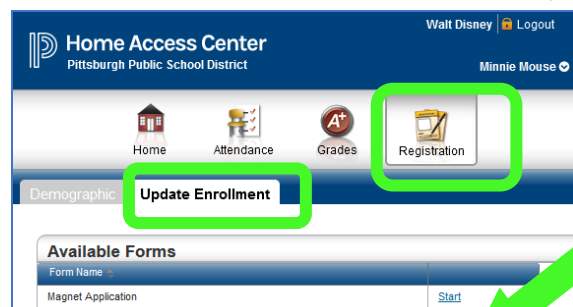 Walt Disney Logout
Home Access Center
Pittsburgh Public School District
Minnie Mouse
A+
Home Attendance Grades Registration
Demographic Update Enrollment
Available Forms
Form Name
Magnet Application Start